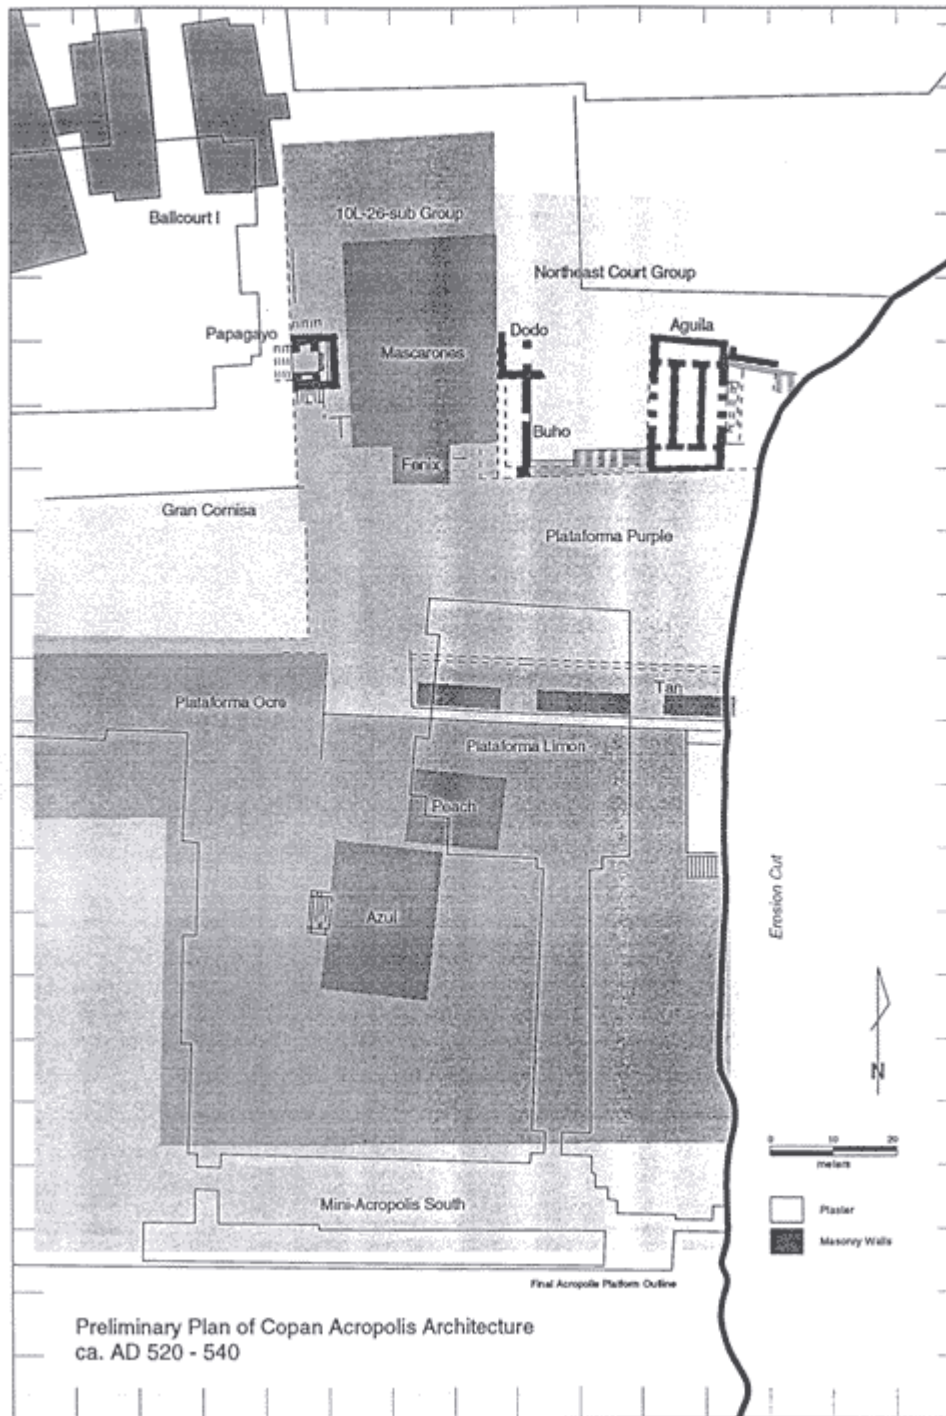 10L-26-sub Group
Ballcourt I
Northeast Court Group
Papagayo
Dodo
Aguila
Mascarones
Buho
Fenix
Gran Cornisa
Plataforma Purple
Tan
Plataforma Ocre
Plataforma Limon
Peach
Azul
Erosion Cut
N
0 10 20
meters
Mini-Acropolis South
Plaster
Masonry Walls
Final Acropolis Platform Outline
Preliminary Plan of Copan Acropolis Architecture
ca. AD 520 - 540